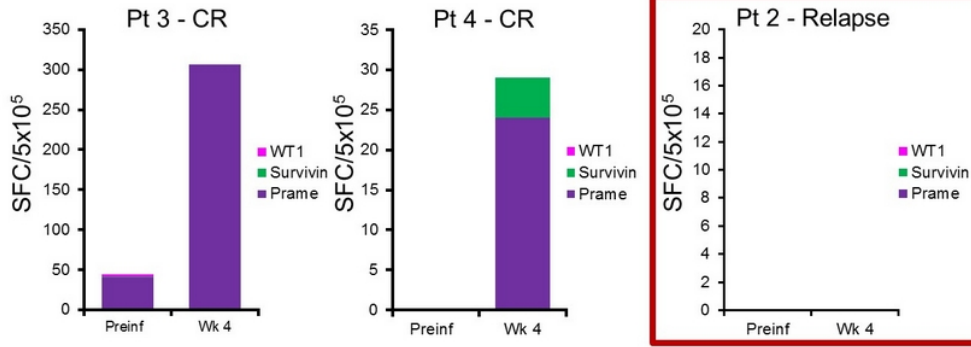 Pt 3 - CR
SFC/5x10⁵
350
300
250
200
150
100
50
0
Preinf Wk 4
WT1
Survivin
Prame
Pt 4 - CR
SFC/5x10⁵
35
30
25
20
15
10
5
0
Preinf Wk 4
WT1
Survivin
Prame
Pt 2 - Relapse
SFC/5x10⁵
20
18
16
14
12
10
8
6
4
2
0
Preinf Wk 4
WT1
Survivin
Prame